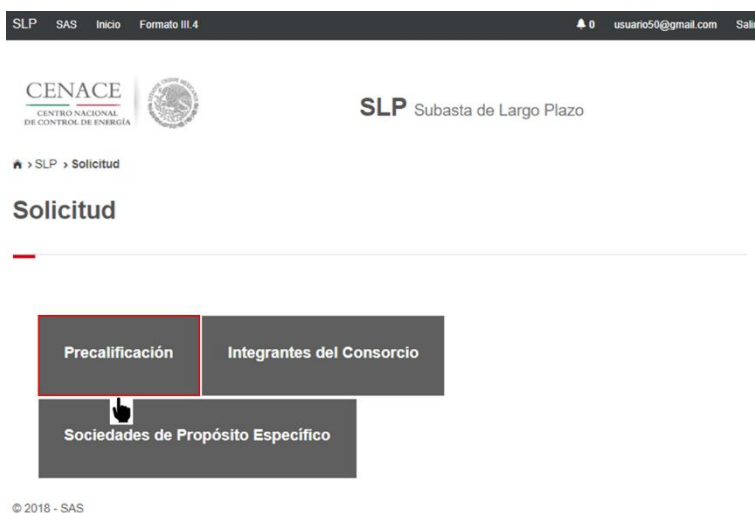 SLP SAS Inicio Formato III.4 0 usuario50@gmail.com Sali
CENACE
CENTRO NACIONAL
DE CONTROL DE ENERGÍA
SLP Subasta de Largo Plazo
> SLP > Solicitud
Solicitud
Precalificación Integrantes del Consorcio
Sociedades de Propósito Específico
© 2018 - SAS